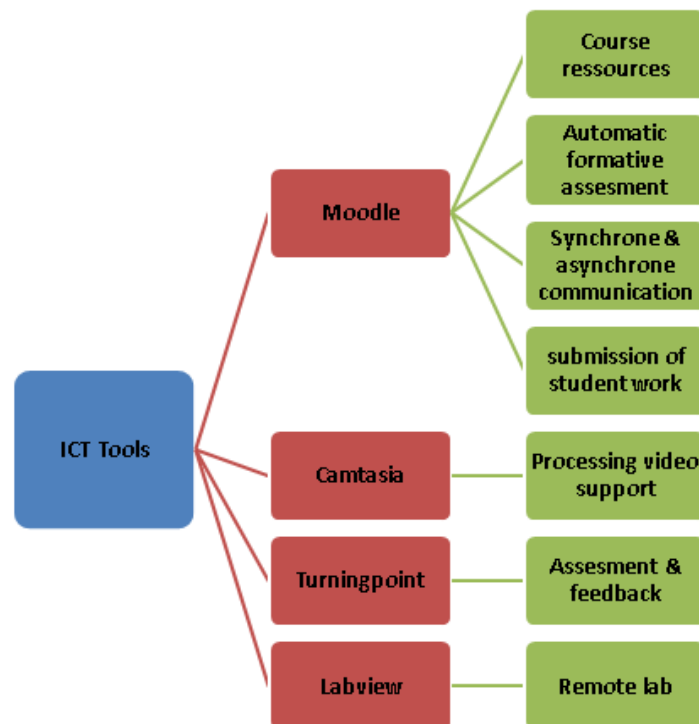 ICT Tools
Moodle
Course
ressources
Automatic
formative
assesment
Synchrone &
asynchrone
communication
submission of
student work
Camtasia
Processing video
support
Turningpoint
Assesment &
feedback
Labview
Remote lab